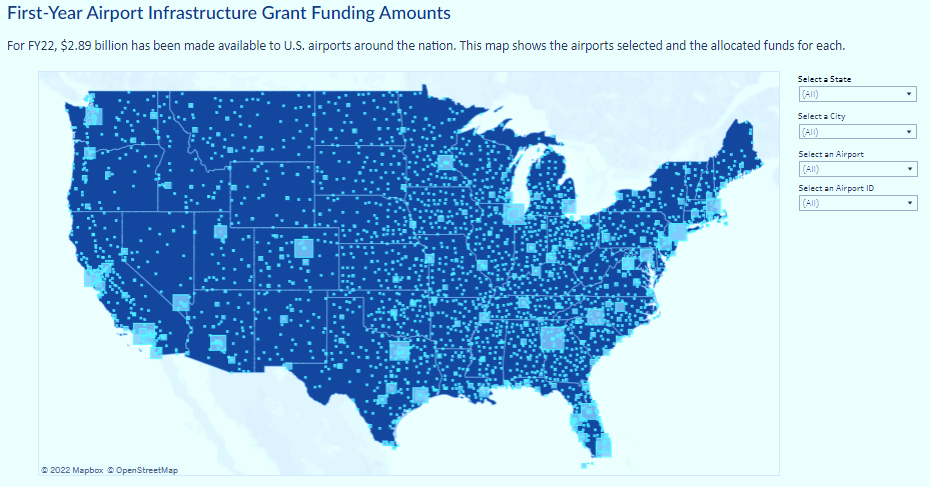 First-Year Airport Infrastructure Grant Funding Amounts
For FY22, $2.89 billion has been made available to U.S. airports around the nation. This map shows the airports selected and the allocated funds for each.
Select a State
(All)
Select a City
(All)
Select an Airport
(All)
Select an Airport ID
(All)
© 2022 Mapbox © OpenStreetMap